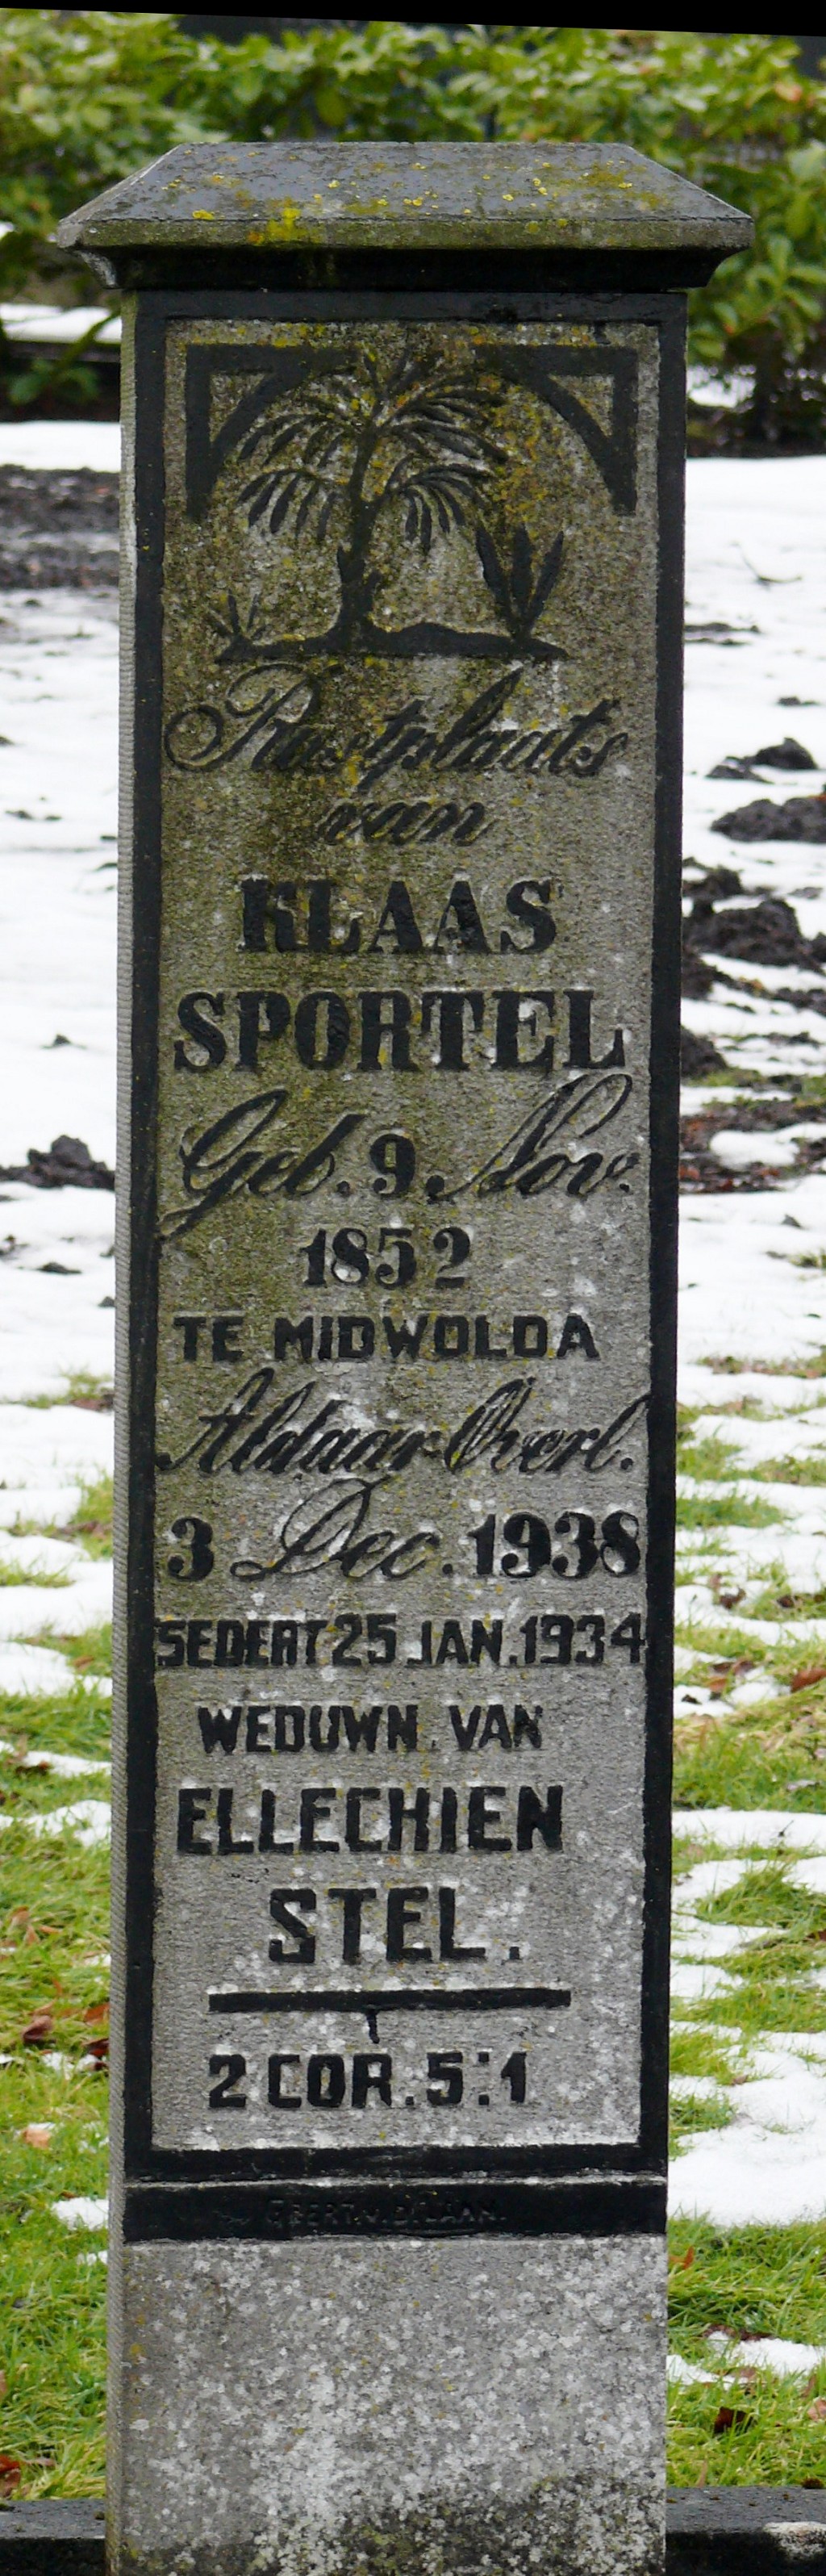 Rustplaats
van
KLAAS
SPORTEL
Geb. 9. Nov.
1852
TE MIDWOLDA
Aldaar Overl.
3 Dec. 1938
SEDERT 25 JAN. 1934
WEDUWN. VAN
ELLECHIEN
STEL.
2 COR. 5:1